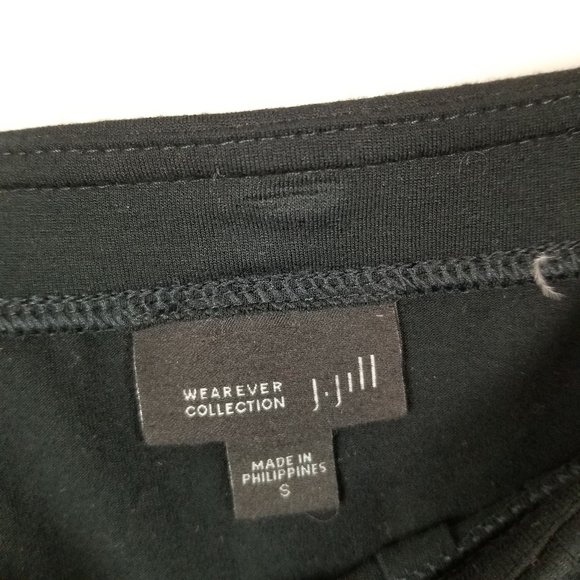 WEAREVER
COLLECTION
J.Jill
MADE IN
PHILIPPINES
S